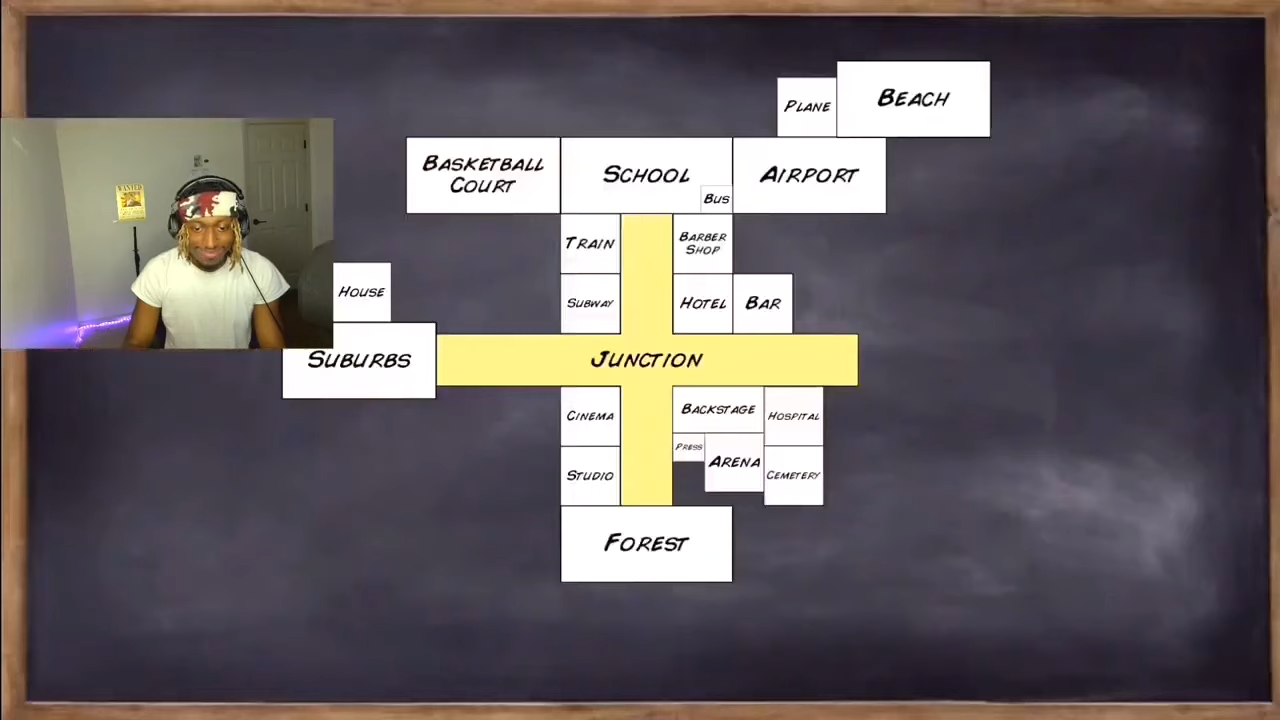 PLANE
BEACH
BASKETBALL
COURT
SCHOOL
AIRPORT
BUS
WANTED
TRAIN
BARBER
SHOP
HOUSE
SUBWAY
HOTEL
BAR
SUBURBS
JUNCTION
CINEMA
BACKSTAGE
HOSPITAL
PRESS
STUDIO
ARENA
CEMETERY
FOREST